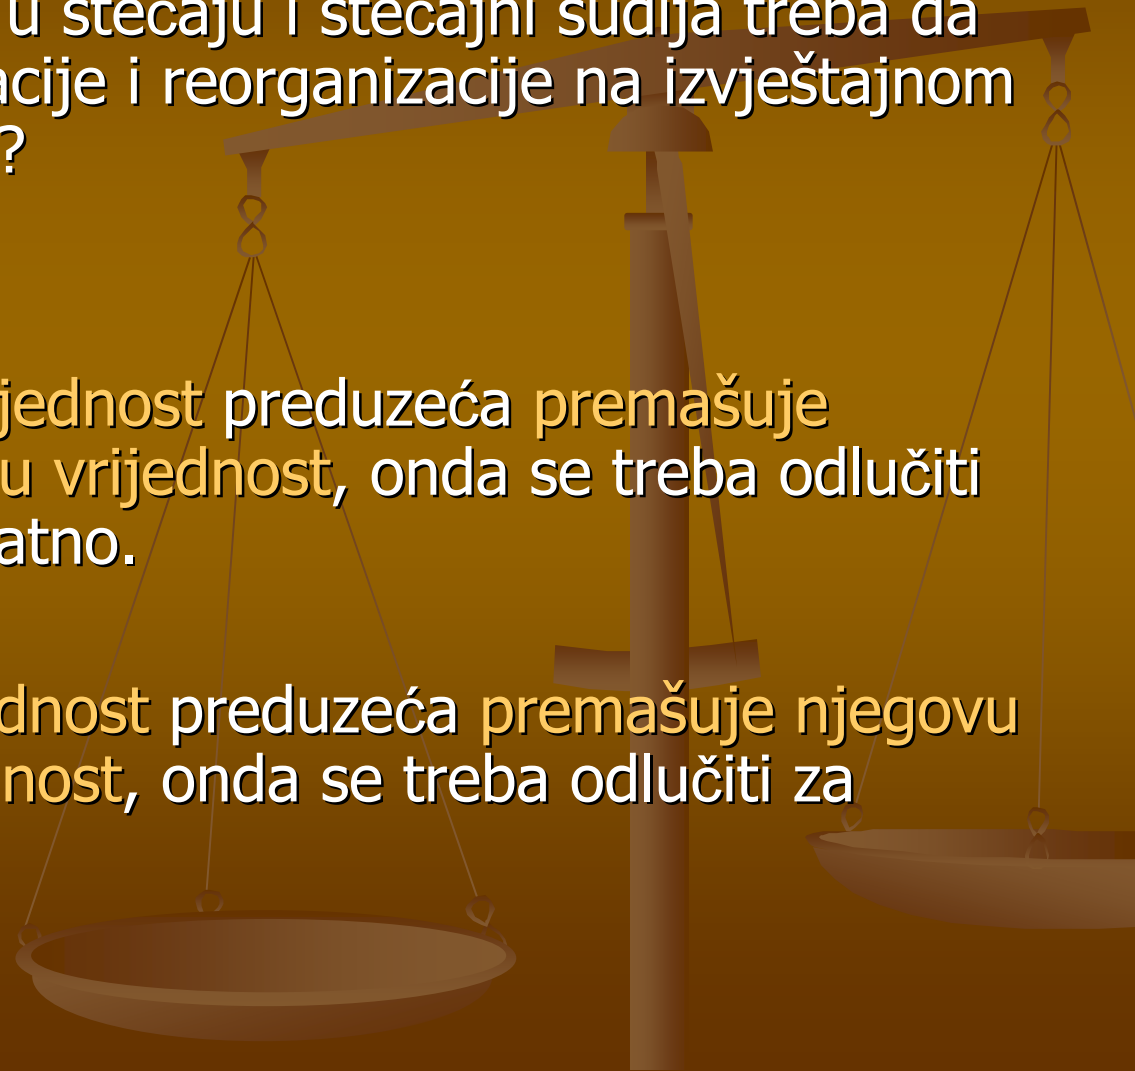 u stečaju i stečajni sudija treba da
acije i reorganizacije na izvještajnom
?
jednost preduzeća premašuje
u vrijednost, onda se treba odlučiti
atno.
dnost preduzeća premašuje njegovu
nost, onda se treba odlučiti za